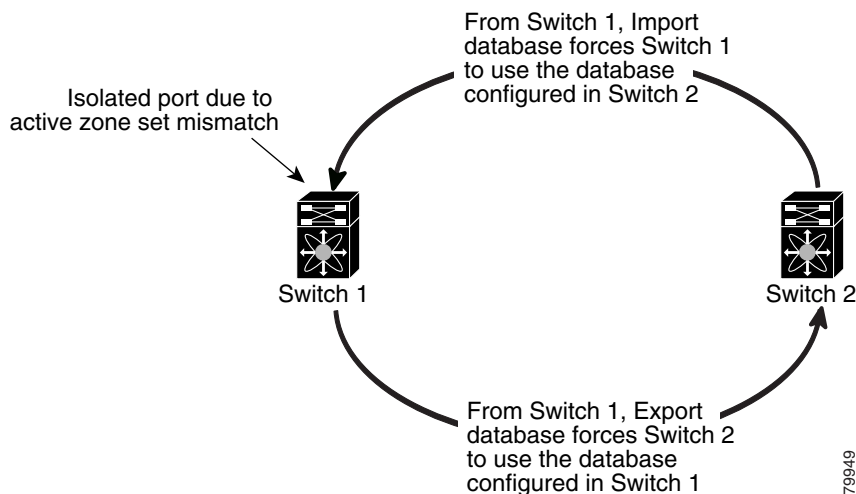 From Switch 1, Import
database forces Switch 1
to use the database
configured in Switch 2
Isolated port due to
active zone set mismatch
Switch 1
Switch 2
From Switch 1, Export
database forces Switch 2
to use the database
configured in Switch 1
79949